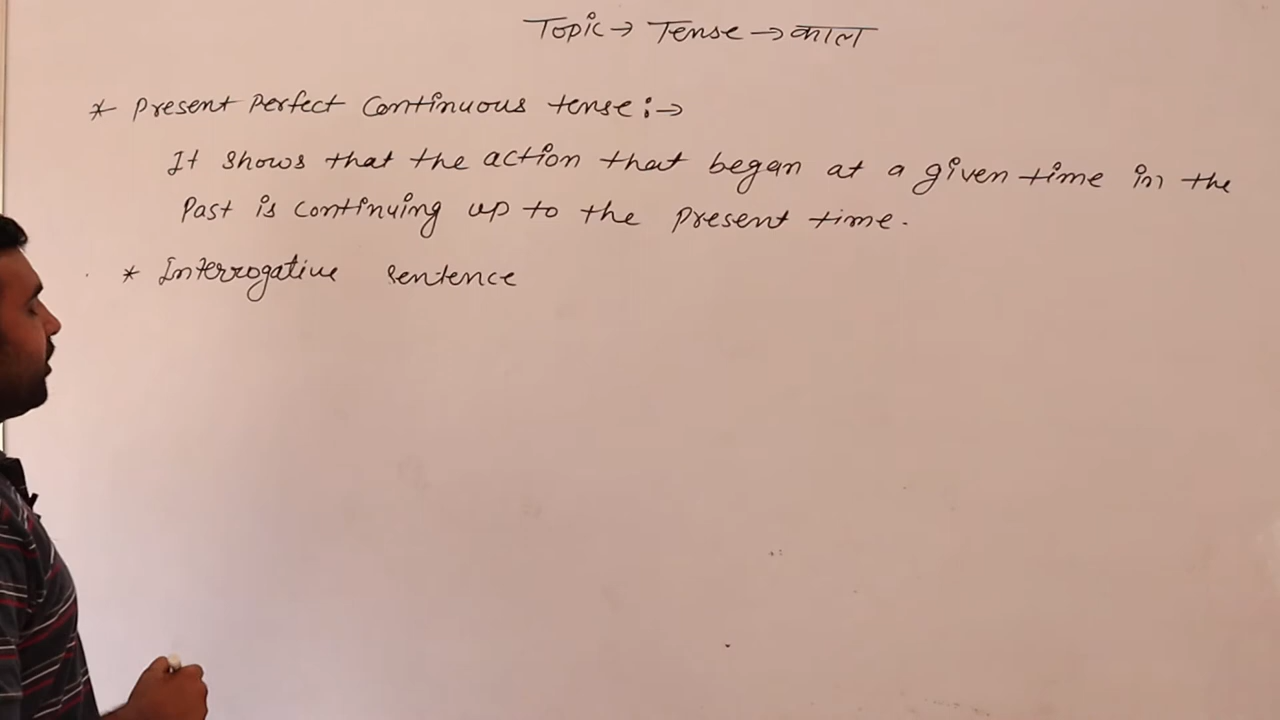 Topic → Tense → काल
* Present Perfect Continuous tense :→
It shows that the action that began at a given time in the
Past is continuing up to the present time.
* Interrogative sentence